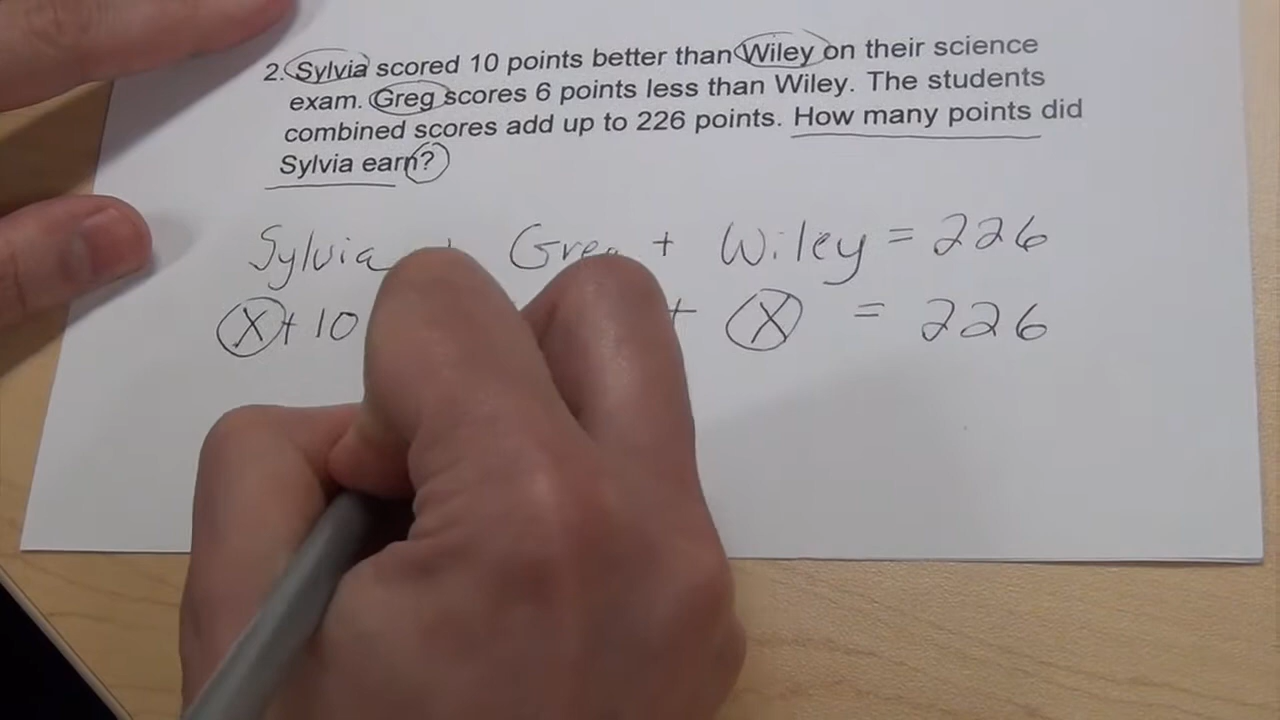 2. Sylvia scored 10 points better than Wiley on their science
exam. Greg scores 6 points less than Wiley. The students
combined scores add up to 226 points. How many points did
Sylvia earn?
Sylvia + Greg + Wiley = 226
X + 10 + X = 226